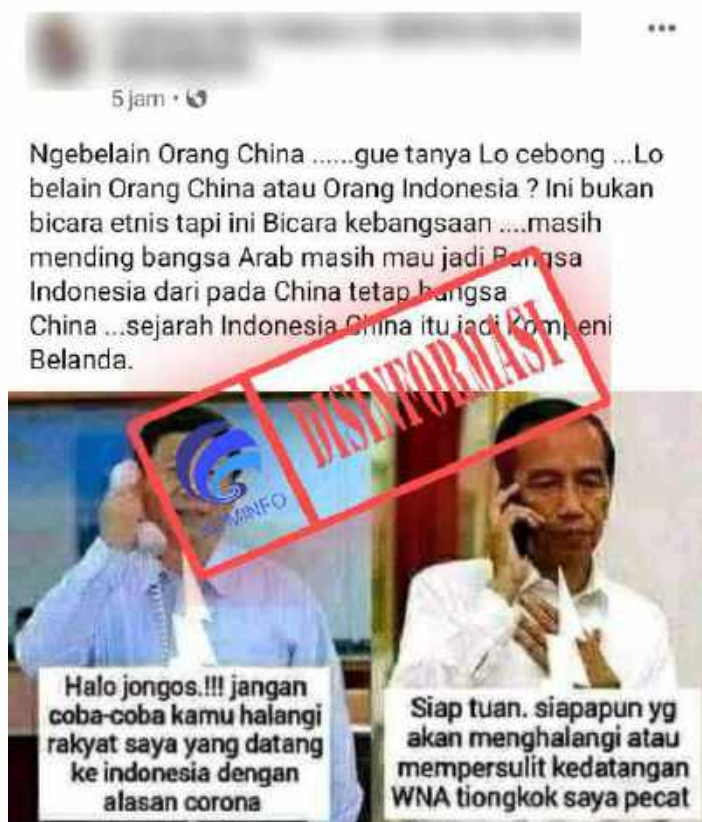 5 jam ·
Ngebelain Orang China ......gue tanya Lo cebong ...Lo
belain Orang China atau Orang Indonesia ? Ini bukan
bicara etnis tapi ini Bicara kebangsaan ....masih
mending bangsa Arab masih mau jadi Bangsa
Indonesia dari pada China tetap bangsa
China ...sejarah Indonesia China itu jadi Kompeni
Belanda.
DISINFORMASI
KOMINFO
Halo jongos.!!! jangan
coba-coba kamu halangi
rakyat saya yang datang
ke indonesia dengan
alasan corona
Siap tuan. siapapun yg
akan menghalangi atau
mempersulit kedatangan
WNA tiongkok saya pecat